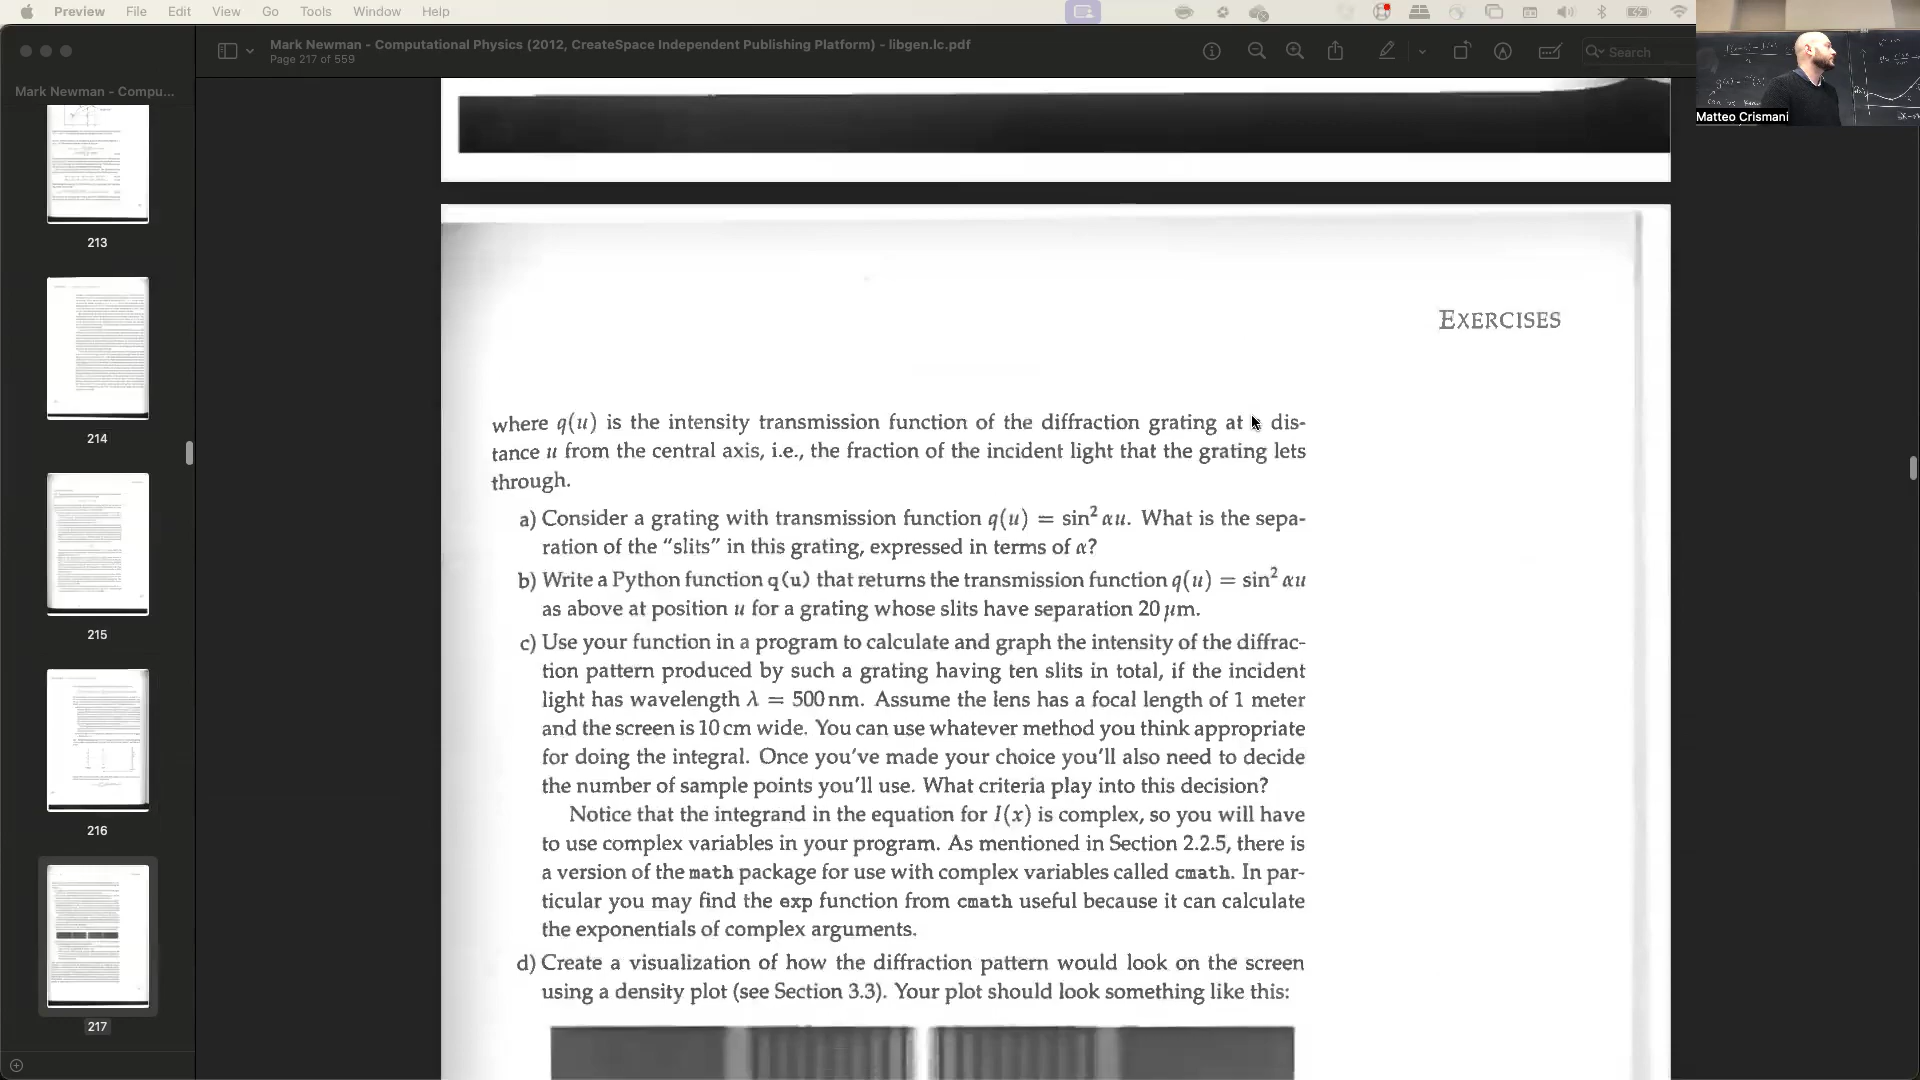 Preview File Edit View Go Tools Window Help
Mark Newman - Computational Physics (2012, CreateSpace Independent Publishing Platform) - libgen.lc.pdf
Page 217 of 559
Search
Matteo Crismani
Mark Newman - Compu...
213
214
215
216
217
EXERCISES
where q(u) is the intensity transmission function of the diffraction grating at dis-
tance u from the central axis, i.e., the fraction of the incident light that the grating lets
through.
a) Consider a grating with transmission function q(u) = sin² αu. What is the sepa-
ration of the “slits” in this grating, expressed in terms of α?
b) Write a Python function q(u) that returns the transmission function q(u) = sin² αu
as above at position u for a grating whose slits have separation 20 μm.
c) Use your function in a program to calculate and graph the intensity of the diffrac-
tion pattern produced by such a grating having ten slits in total, if the incident
light has wavelength λ = 500 nm. Assume the lens has a focal length of 1 meter
and the screen is 10 cm wide. You can use whatever method you think appropriate
for doing the integral. Once you’ve made your choice you’ll also need to decide
the number of sample points you’ll use. What criteria play into this decision?
Notice that the integrand in the equation for I(x) is complex, so you will have
to use complex variables in your program. As mentioned in Section 2.2.5, there is
a version of the math package for use with complex variables called cmath. In par-
ticular you may find the exp function from cmath useful because it can calculate
the exponentials of complex arguments.
d) Create a visualization of how the diffraction pattern would look on the screen
using a density plot (see Section 3.3). Your plot should look something like this: